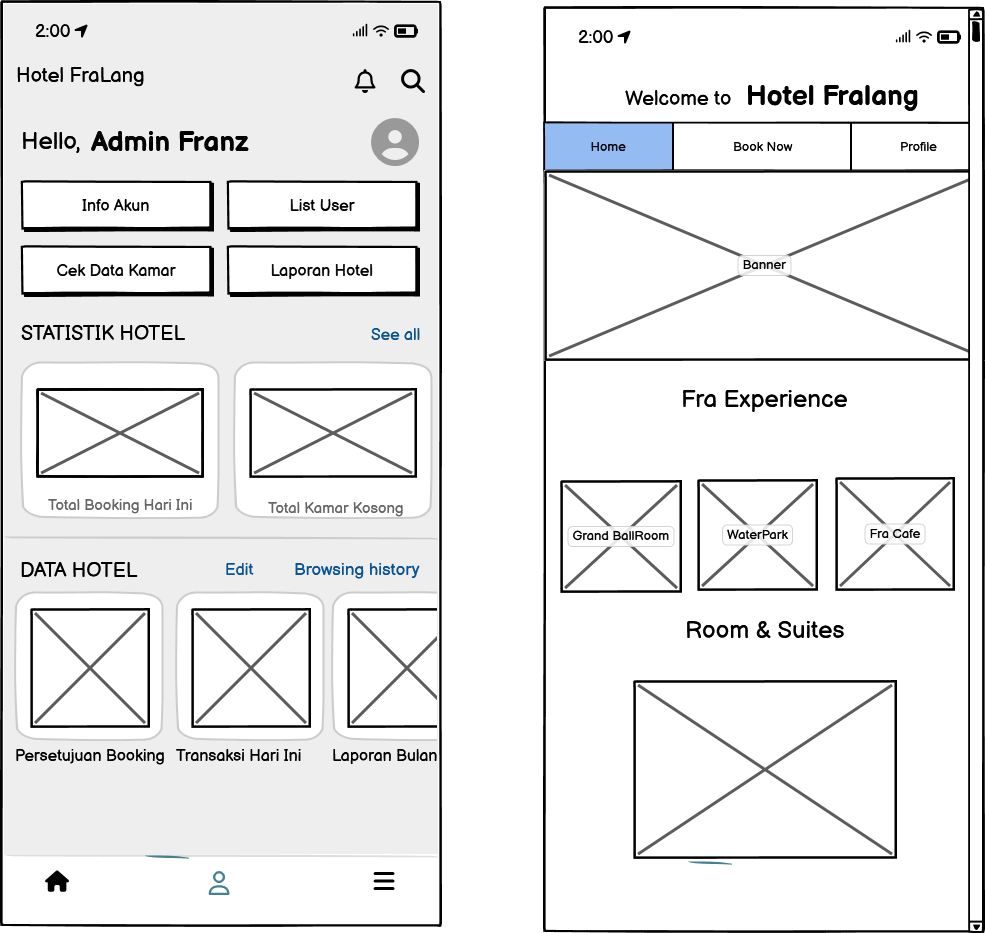 2:00
Hotel FraLang
Hello, Admin Franz
Info Akun
List User
Cek Data Kamar
Laporan Hotel
STATISTIK HOTEL
See all
Total Booking Hari Ini
Total Kamar Kosong
DATA HOTEL
Edit
Browsing history
Persetujuan Booking
Transaksi Hari Ini
Laporan Bulan
2:00
Welcome to Hotel Fralang
Home
Book Now
Profile
Banner
Fra Experience
Grand BallRoom
WaterPark
Fra Cafe
Room & Suites